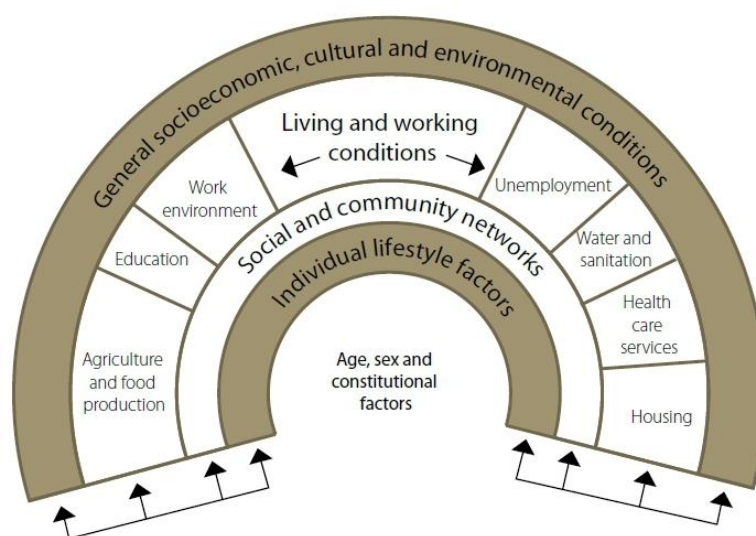 General socioeconomic, cultural and environmental conditions
Living and working
conditions
Work
environment
Unemployment
Education
Water and
sanitation
Social and community networks
Individual lifestyle factors
Health
care
services
Agriculture
and food
production
Age, sex and
constitutional
factors
Housing